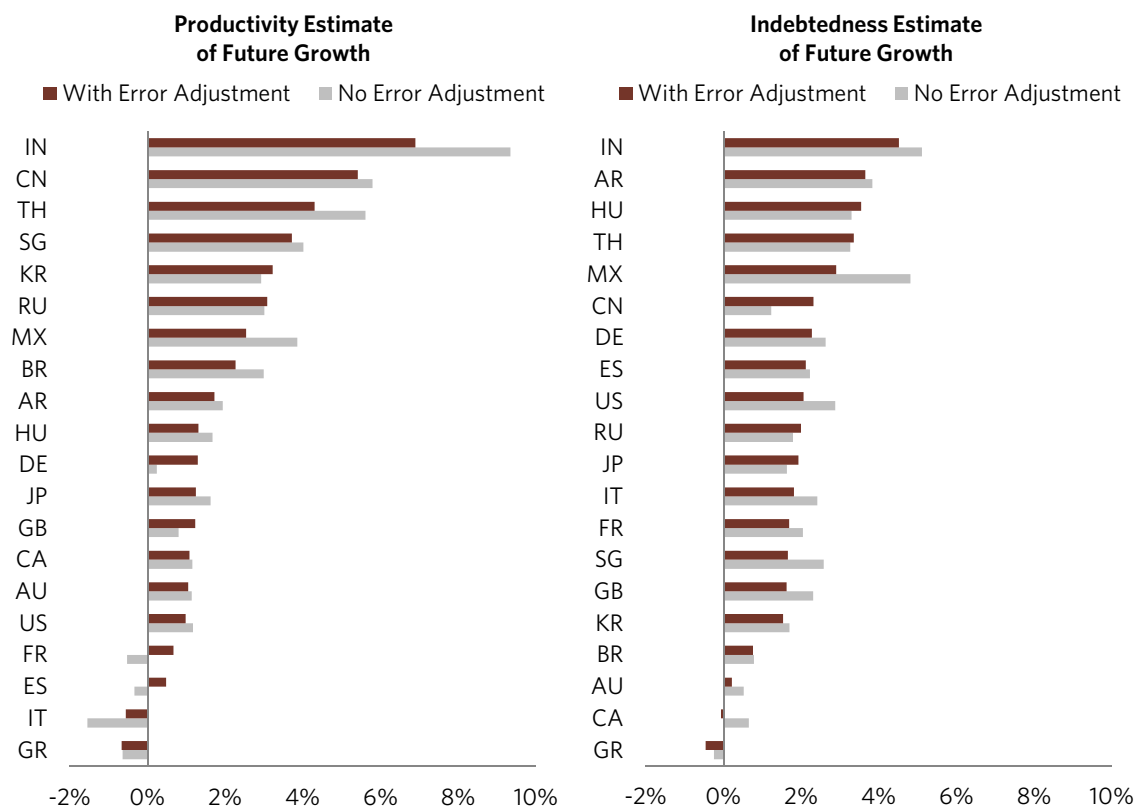 Productivity Estimate
of Future Growth
With Error Adjustment
No Error Adjustment
IN
CN
TH
SG
KR
RU
MX
BR
AR
HU
DE
JP
GB
CA
AU
US
FR
ES
IT
GR
-2%
0%
2%
4%
6%
8%
10%
Indebtedness Estimate
of Future Growth
With Error Adjustment
No Error Adjustment
IN
AR
HU
TH
MX
CN
DE
ES
US
RU
JP
IT
FR
SG
GB
KR
BR
AU
CA
GR
-2%
0%
2%
4%
6%
8%
10%